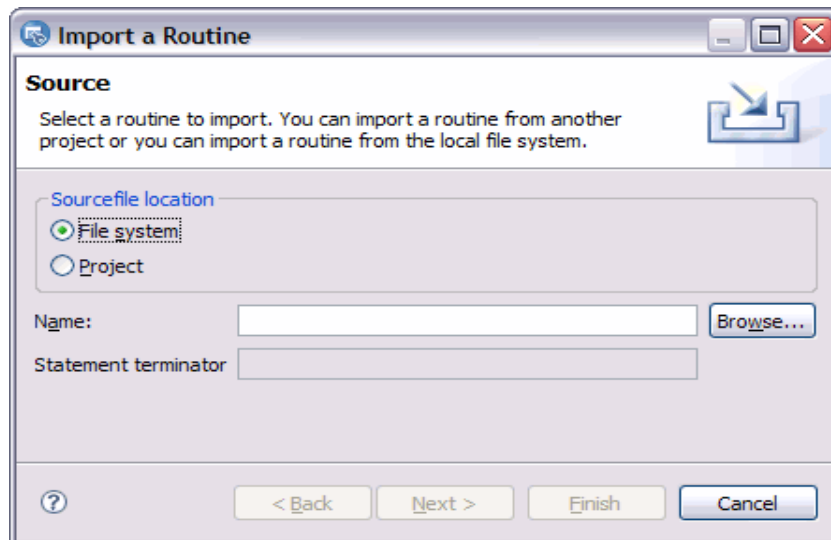 Import a Routine
Source
Select a routine to import. You can import a routine from another
project or you can import a routine from the local file system.
Sourcefile location
File system
Project
Name:
Browse...
Statement terminator
?
< Back
Next >
Finish
Cancel